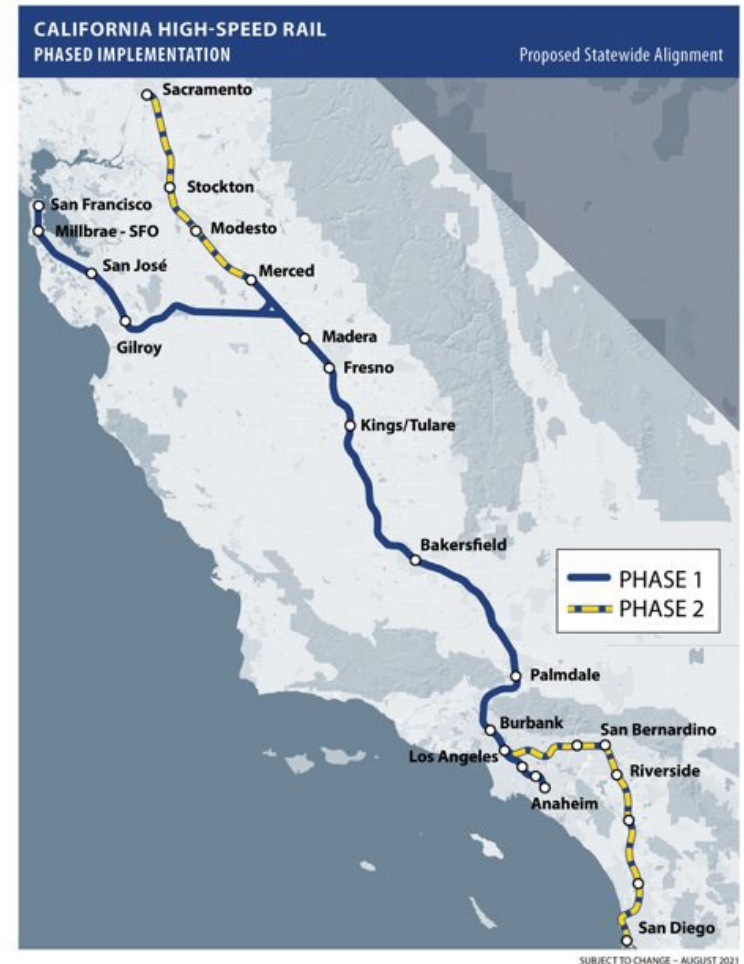 CALIFORNIA HIGH-SPEED RAIL
PHASED IMPLEMENTATION
Proposed Statewide Alignment
Sacramento
Stockton
San Francisco
Modesto
Millbrae - SFO
San José
Merced
Gilroy
Madera
Fresno
Kings/Tulare
Bakersfield
PHASE 1
PHASE 2
N
Palmdale
Burbank
San Bernardino
Los Angeles
Riverside
Anaheim
San Diego
SUBJECT TO CHANGE – AUGUST 2021